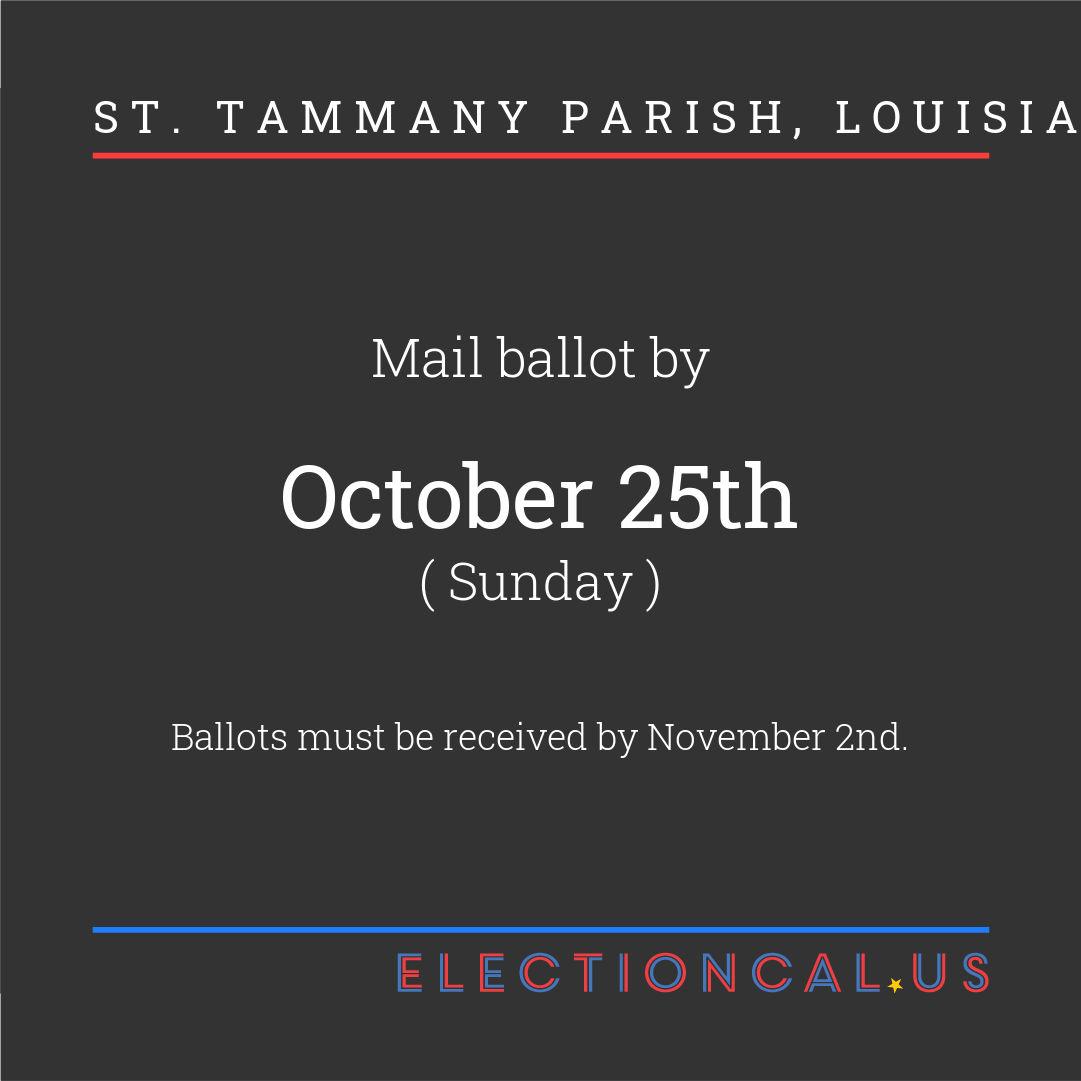 ST. TAMMANY PARISH, LOUISIA
Mail ballot by
October 25th
( Sunday )
Ballots must be received by November 2nd.
ELECTIONCAL.US